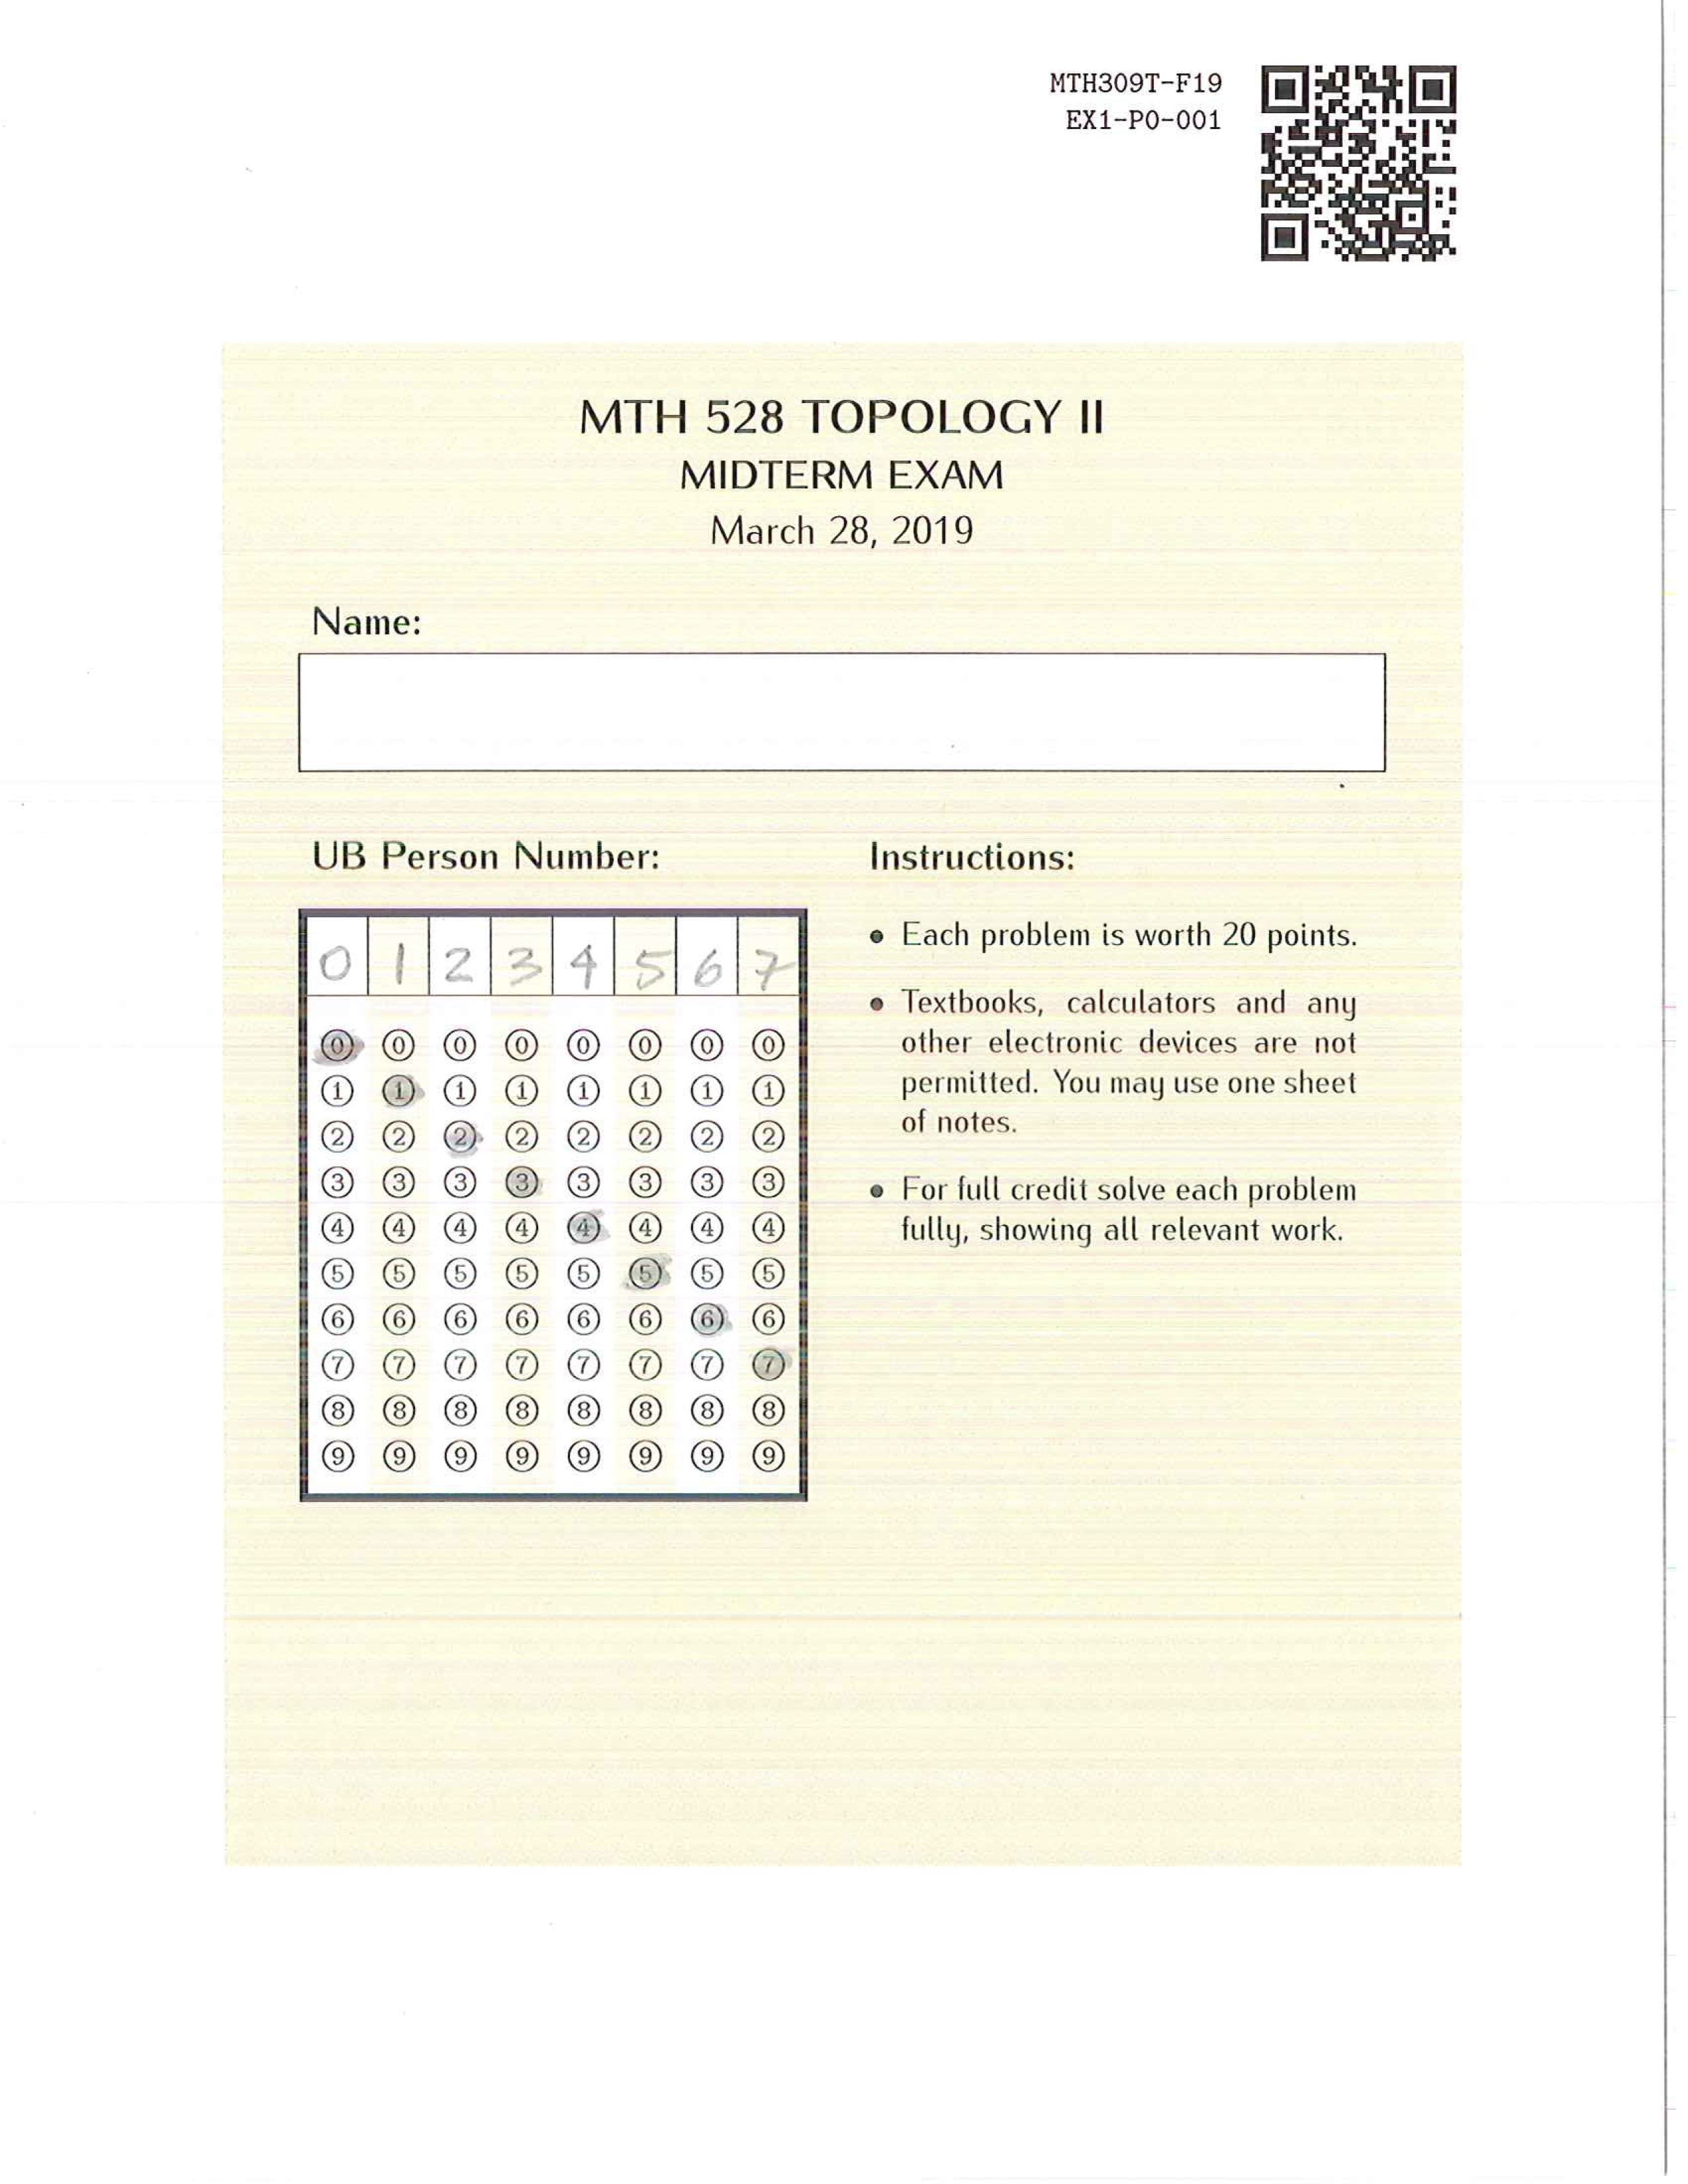 MTH309T-F19
EX1-P0-001
MTH 528 TOPOLOGY II
MIDTERM EXAM
March 28, 2019
Name:
UB Person Number:
0 1 2 3 4 5 6 7
0 0 0 0 0 0 0 0
1 1 1 1 1 1 1 1
2 2 2 2 2 2 2 2
3 3 3 3 3 3 3 3
4 4 4 4 4 4 4 4
5 5 5 5 5 5 5 5
6 6 6 6 6 6 6 6
7 7 7 7 7 7 7 7
8 8 8 8 8 8 8 8
9 9 9 9 9 9 9 9
Instructions:
• Each problem is worth 20 points.
• Textbooks, calculators and any
other electronic devices are not
permitted. You may use one sheet
of notes.
• For full credit solve each problem
fully, showing all relevant work.